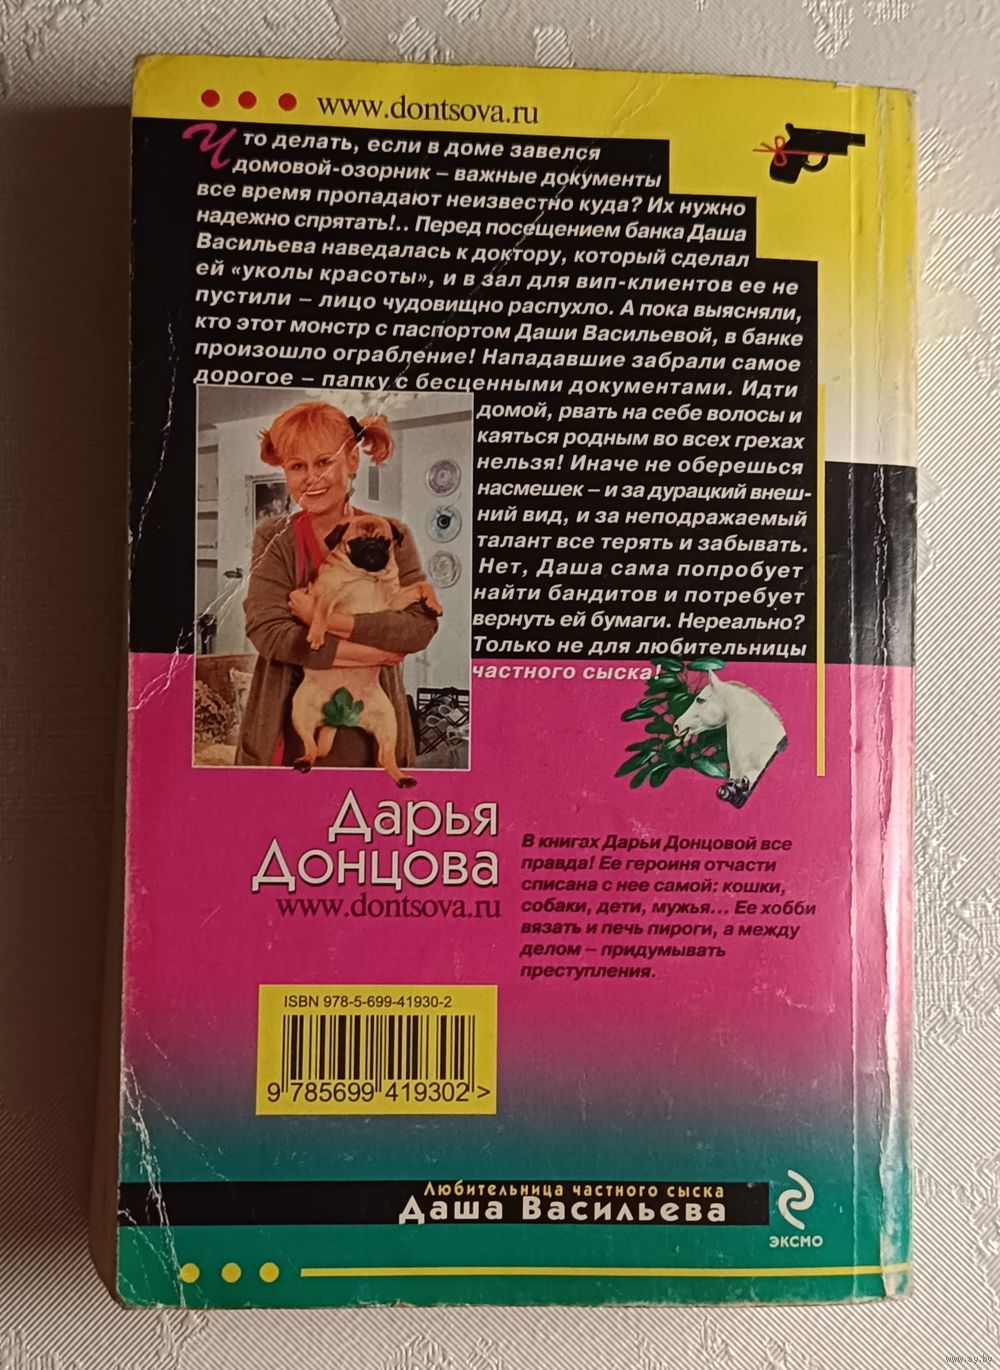 www.dontsova.ru
Что делать, если в доме завелся
домовой-озорник – важные документы
все время пропадают неизвестно куда? Их нужно
надежно спрятать!.. Перед посещением банка Даша
Васильева наведалась к доктору, который сделал
ей «уколы красоты», и в зал для вип-клиентов ее не
пустили – лицо чудовищно распухло. А пока выясняли,
кто этот монстр с паспортом Даши Васильевой, в банке
произошло ограбление! Нападавшие забрали самое
дорогое – папку с бесценными документами. Идти
домой, рвать на себе волосы и
каяться родным во всех грехах
нельзя! Иначе не оберешься
насмешек – и за дурацкий внеш-
ний вид, и за неподражаемый
талант все терять и забывать.
Нет, Даша сама попробует
найти бандитов и потребует
вернуть ей бумаги. Нереально?
Только не для любительницы
частного сыска!
Дарья
Донцова
www.dontsova.ru
В книгах Дарьи Донцовой все
правда! Ее героиня отчасти
списана с нее самой: кошки,
собаки, дети, мужья... Ее хобби
вязать и печь пироги, а между
делом – придумывать
преступления.
ISBN 978-5-699-41930-2
9 785699 419302 >
Любительница частного сыска
Даша Васильева
эксмо
www.ay.by